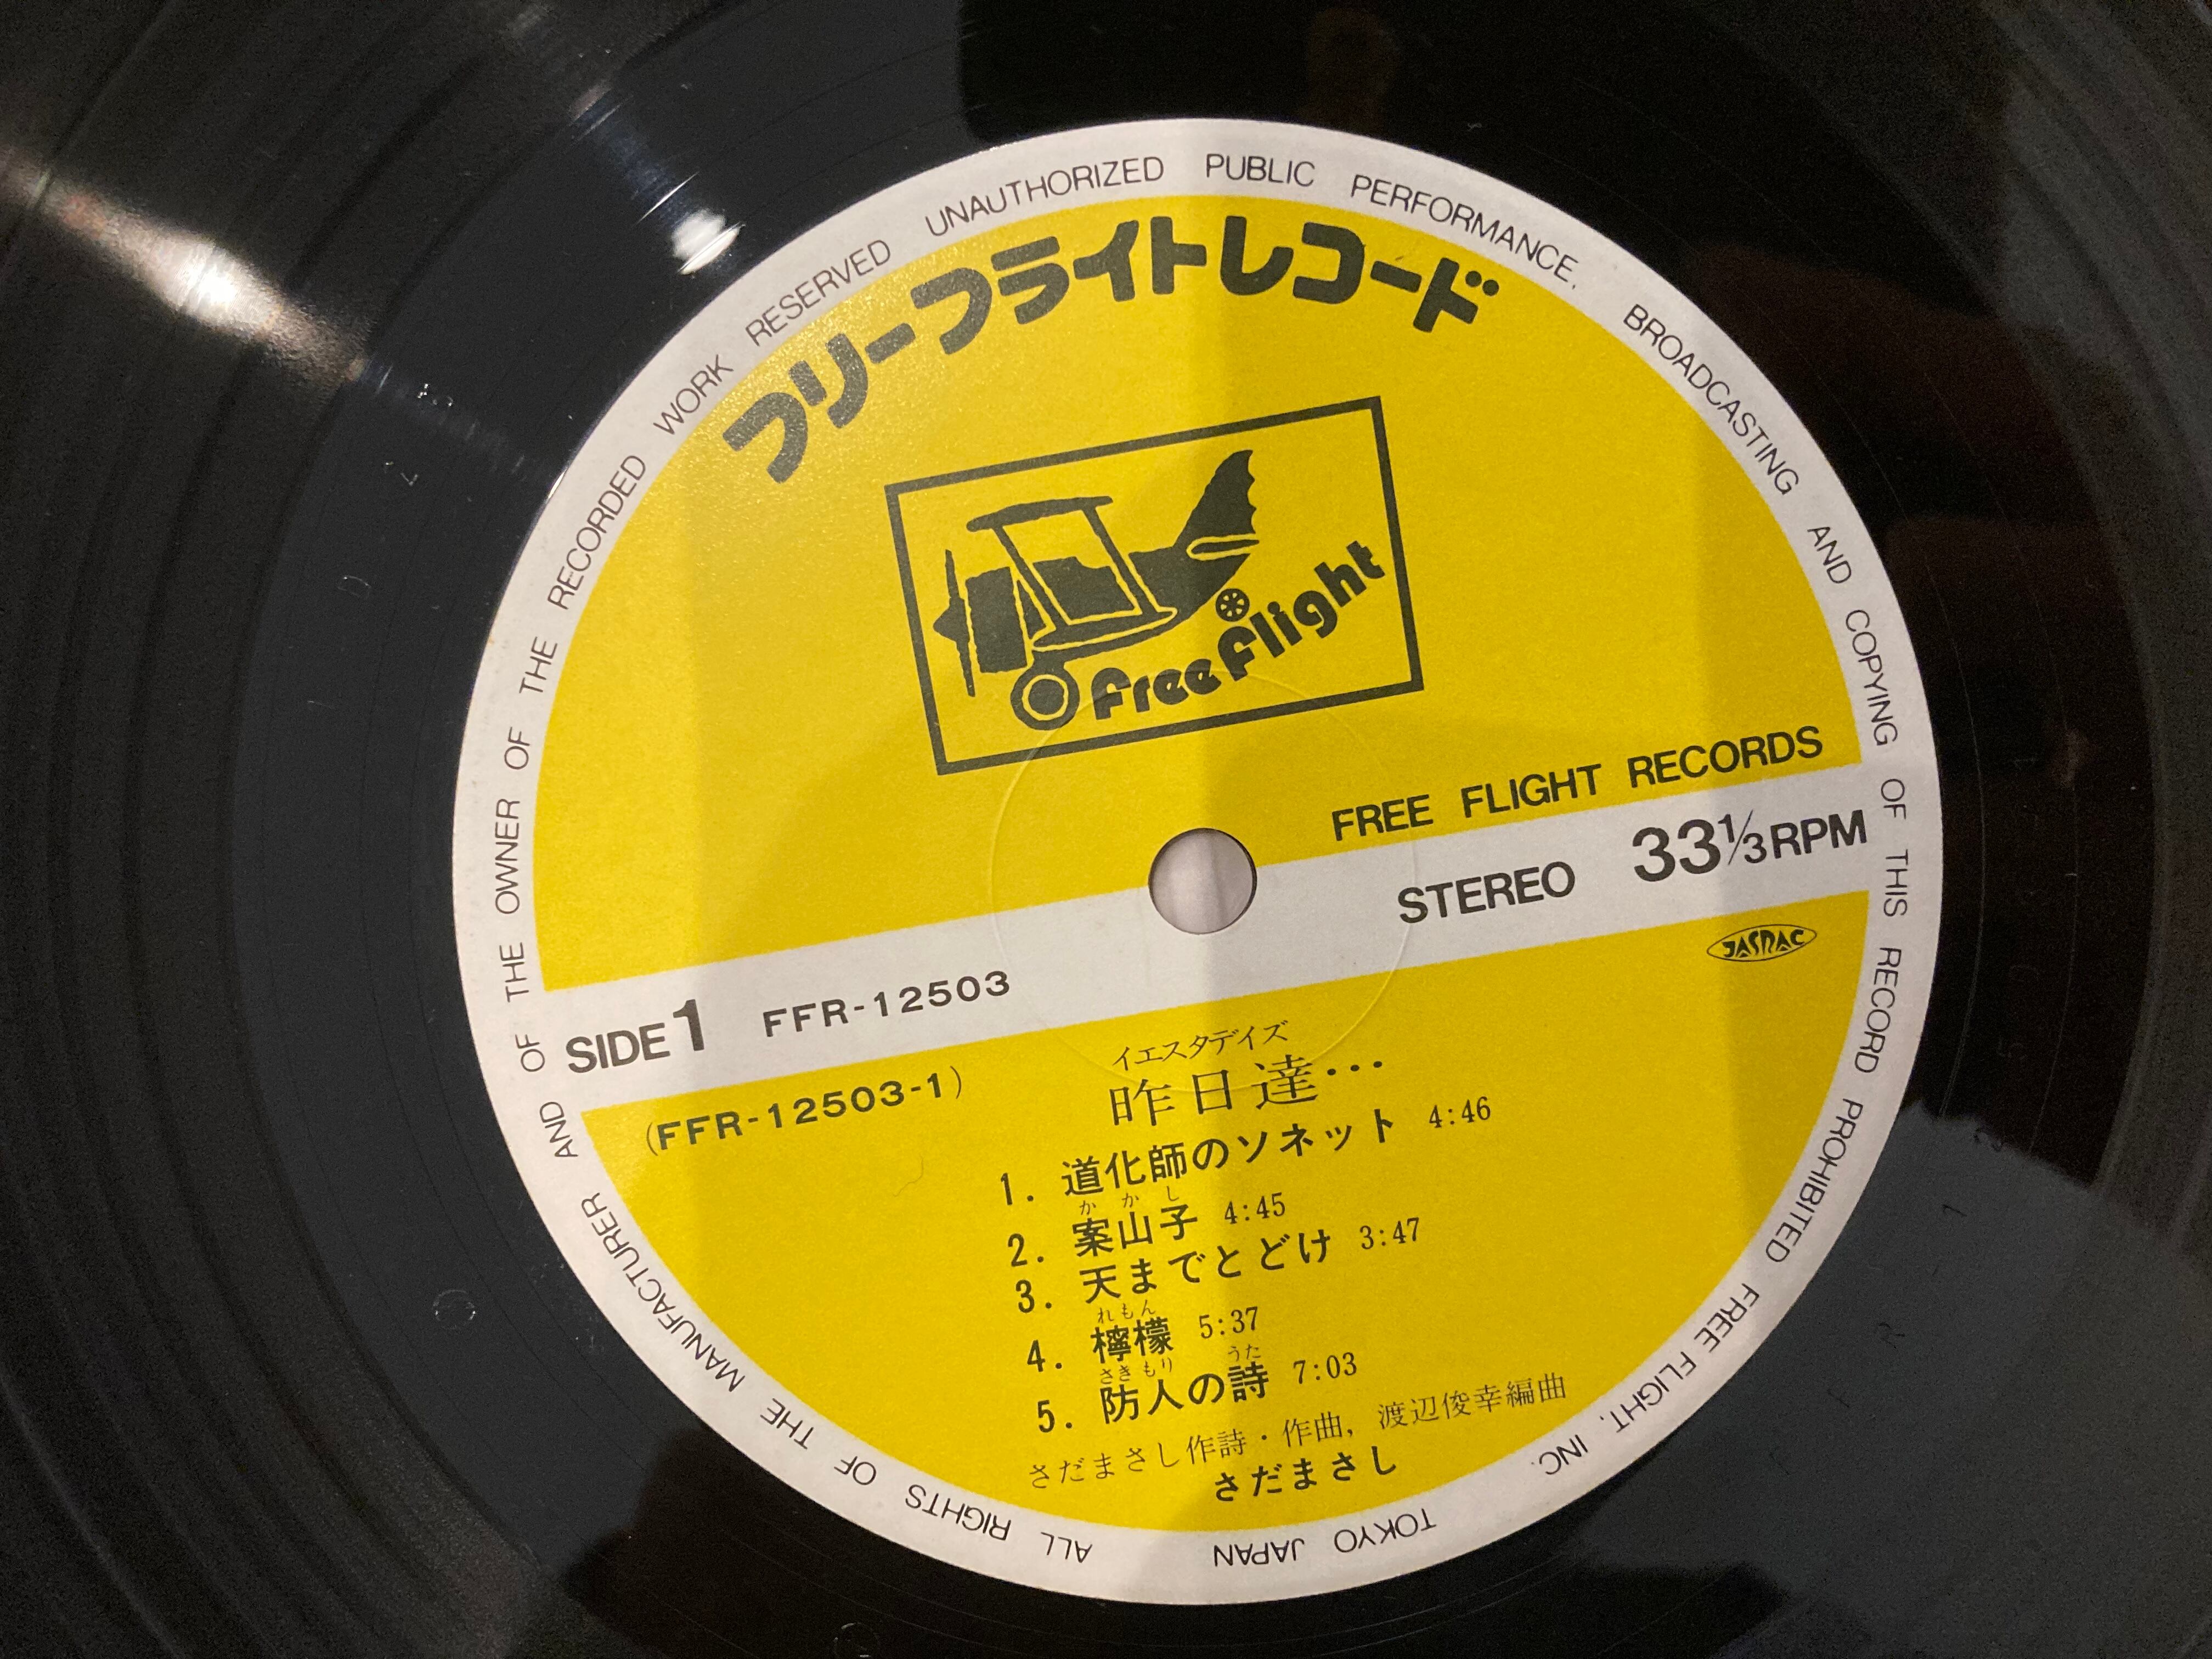 フリーフライトレコード
free flight
FREE FLIGHT RECORDS
STEREO 33⅓RPM
SIDE 1 FFR-12503
(FFR-12503-1)
JASRAC
イエスタデイズ
昨日達…
1. 道化師のソネット 4:46
かかし
2. 案山子 4:45
3. 天までとどけ 3:47
れもん
4. 檸檬 5:37
さきもり うた
5. 防人の詩 7:03
さだまさし作詩・作曲, 渡辺俊幸編曲
さだまさし
ALL RIGHTS OF THE MANUFACTURER AND OF THE OWNER OF THE RECORDED WORK RESERVED UNAUTHORIZED PUBLIC PERFORMANCE, BROADCASTING AND COPYING OF THIS RECORD PROHIBITED FREE FLIGHT, INC. TOKYO JAPAN